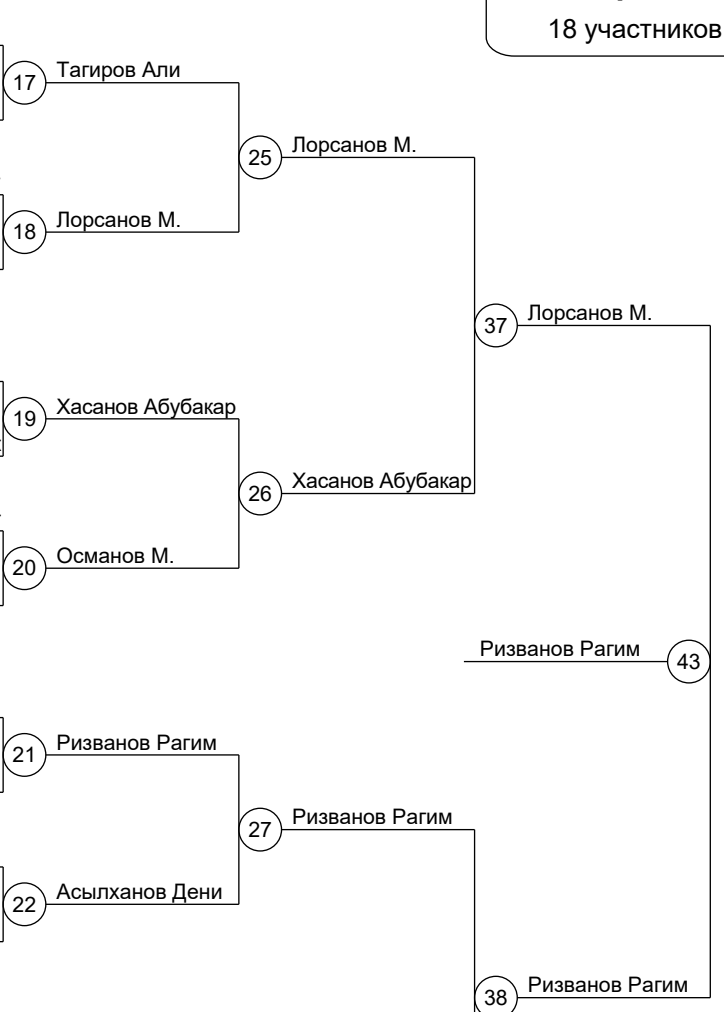 18 участников
17 Тагиров Али
25 Лорсанов М.
18 Лорсанов М.
37 Лорсанов М.
19 Хасанов Абубакар
26 Хасанов Абубакар
20 Османов М.
Ризванов Рагим 43
21 Ризванов Рагим
27 Ризванов Рагим
22 Асылханов Дени
38 Ризванов Рагим